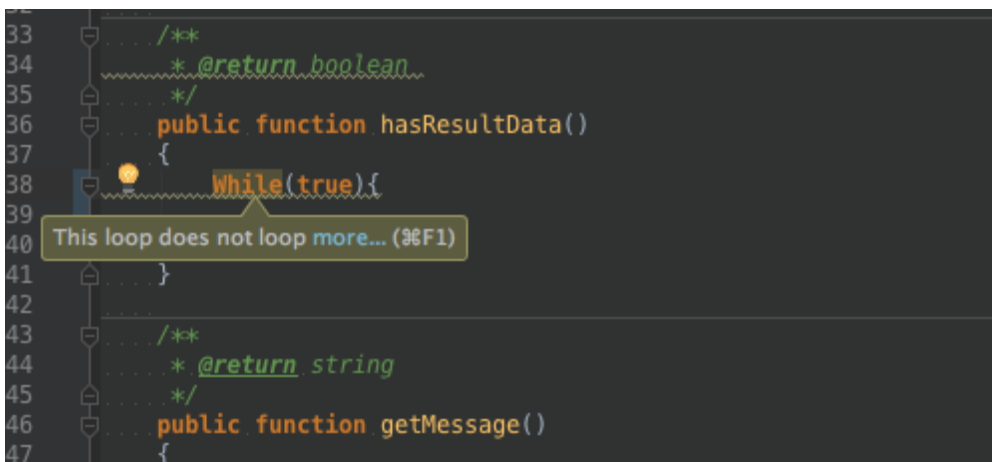 32
33 /**
34 * @return boolean
35 */
36 public function hasResultData()
37 {
38 While(true){
39
This loop does not loop more... (⌘F1)
40
41 }
42
43 /**
44 * @return string
45 */
46 public function getMessage()
47 {